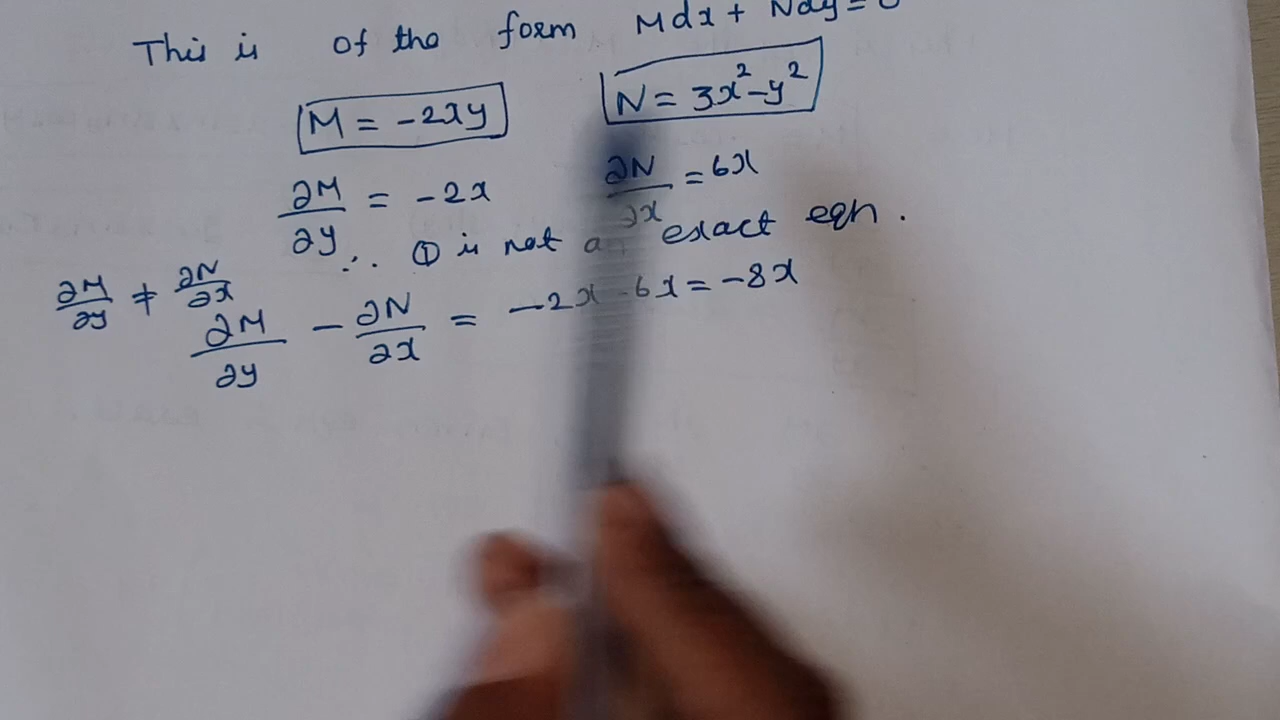 This is of the form Mdx + Ndy = 0
M = -2xy N = 3x² - y²
∂M/∂y = -2x ∂N/∂x = 6x
∴ ① is not an exact eqn.
∂M/∂y ≠ ∂N/∂x
∂M/∂y - ∂N/∂x = -2x - 6x = -8x